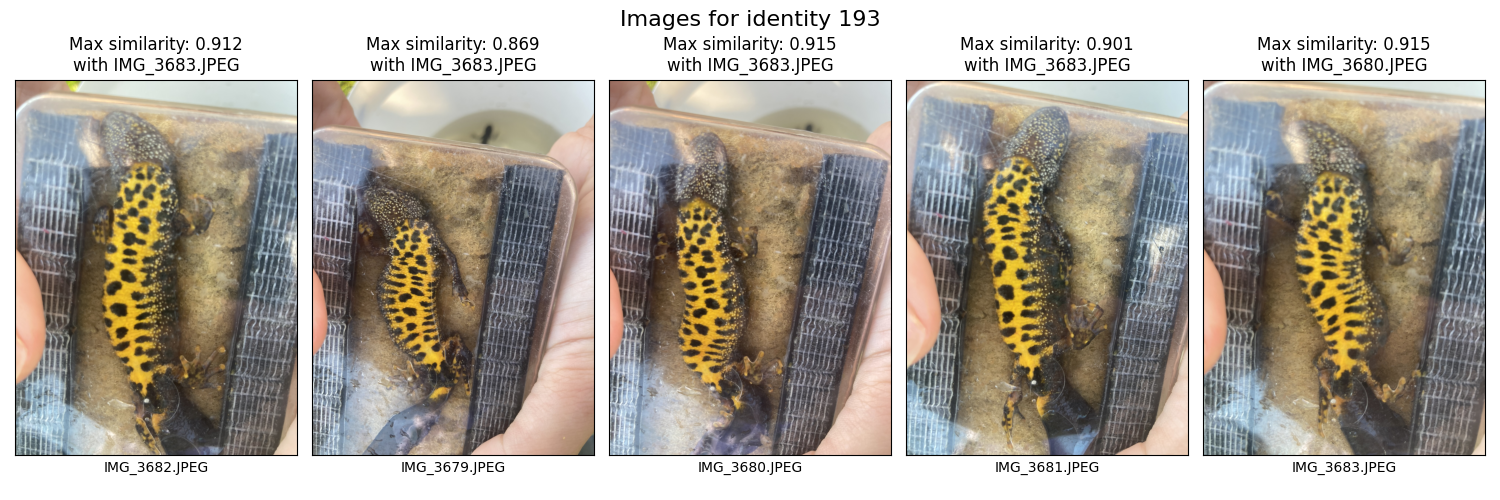 Images for identity 193
Max similarity: 0.912
with IMG_3683.JPEG
Max similarity: 0.869
with IMG_3683.JPEG
Max similarity: 0.915
with IMG_3683.JPEG
Max similarity: 0.901
with IMG_3683.JPEG
Max similarity: 0.915
with IMG_3680.JPEG
IMG_3682.JPEG
IMG_3679.JPEG
IMG_3680.JPEG
IMG_3681.JPEG
IMG_3683.JPEG